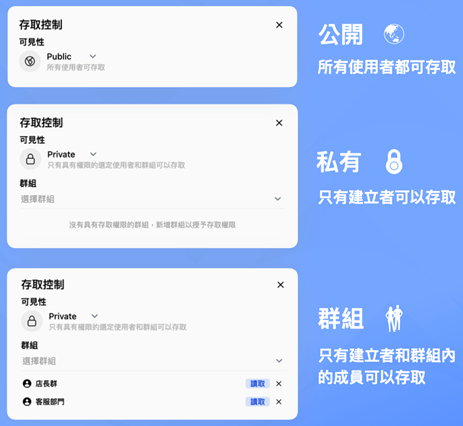 存取控制
可見性
Public
所有使用者可存取
公開
所有使用者都可存取
存取控制
可見性
Private
只有具有權限的選定使用者和群組可以存取
群組
選擇群組
沒有具有存取權限的群組，新增群組以授予存取權限
私有
只有建立者可以存取
存取控制
可見性
Private
只有具有權限的選定使用者和群組可以存取
群組
選擇群組
店長群 讀取
客服部門 讀取
群組
只有建立者和群組內
的成員可以存取